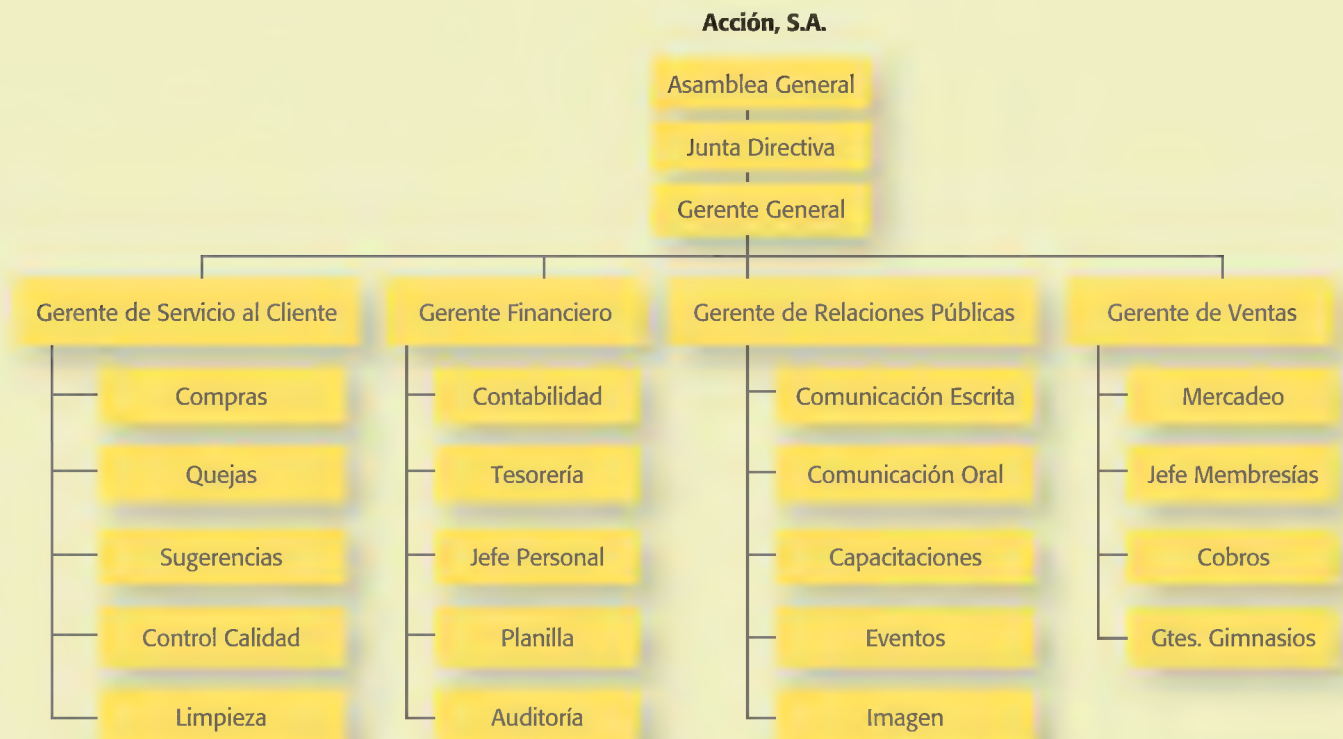 Acción, S.A.
Asamblea General
Junta Directiva
Gerente General
Gerente de Servicio al Cliente
Compras
Quejas
Sugerencias
Control Calidad
Limpieza
Gerente Financiero
Contabilidad
Tesorería
Jefe Personal
Planilla
Auditoría
Gerente de Relaciones Públicas
Comunicación Escrita
Comunicación Oral
Capacitaciones
Eventos
Imagen
Gerente de Ventas
Mercadeo
Jefe Membresías
Cobros
Gtes. Gimnasios